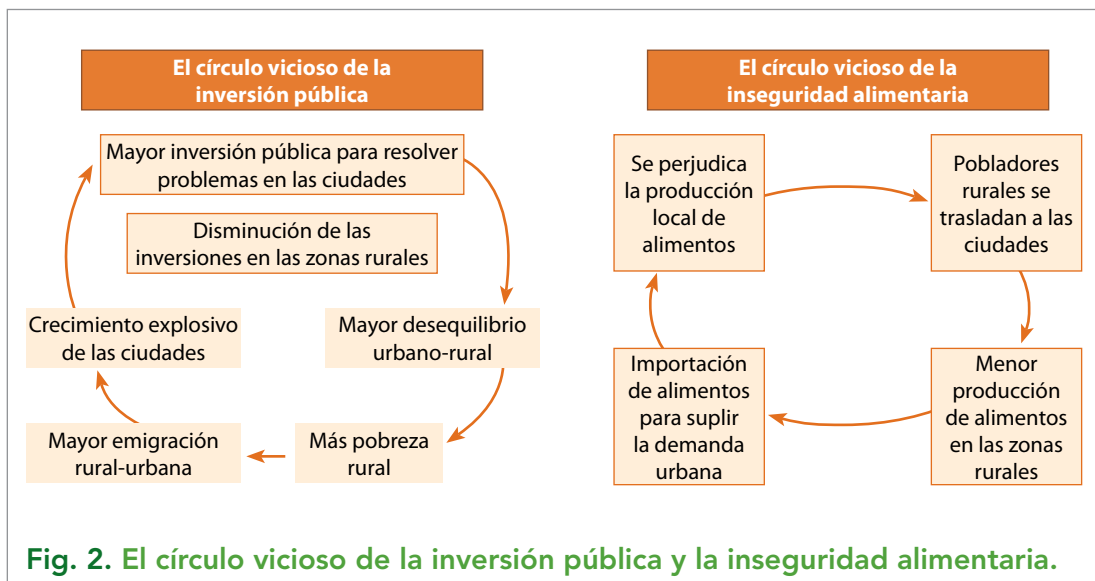 El círculo vicioso de la
inversión pública
Mayor inversión pública para resolver
problemas en las ciudades
Disminución de las
inversiones en las zonas rurales
Mayor desequilibrio
urbano-rural
Más pobreza
rural
Mayor emigración
rural-urbana
Crecimiento explosivo
de las ciudades
El círculo vicioso de la
inseguridad alimentaria
Se perjudica
la producción
local de
alimentos
Pobladores
rurales se
trasladan a las
ciudades
Menor
producción
de alimentos
en las zonas
rurales
Importación
de alimentos
para suplir
la demanda
urbana
Fig. 2. El círculo vicioso de la inversión pública y la inseguridad alimentaria.